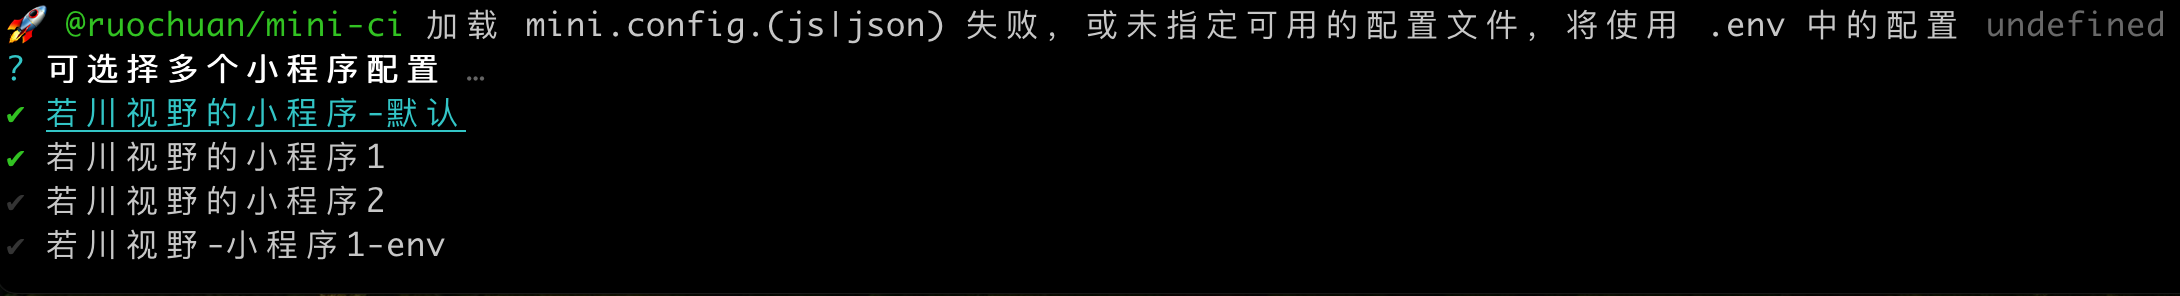 🚀 @ruochuan/mini-ci 加载 mini.config.(js|json) 失败, 或未指定可用的配置文件, 将使用 .env 中的配置 undefined
? 可选择多个小程序配置 …
✔ 若川视野的小程序-默认
✔ 若川视野的小程序1
✔ 若川视野的小程序2
✔ 若川视野-小程序1-env